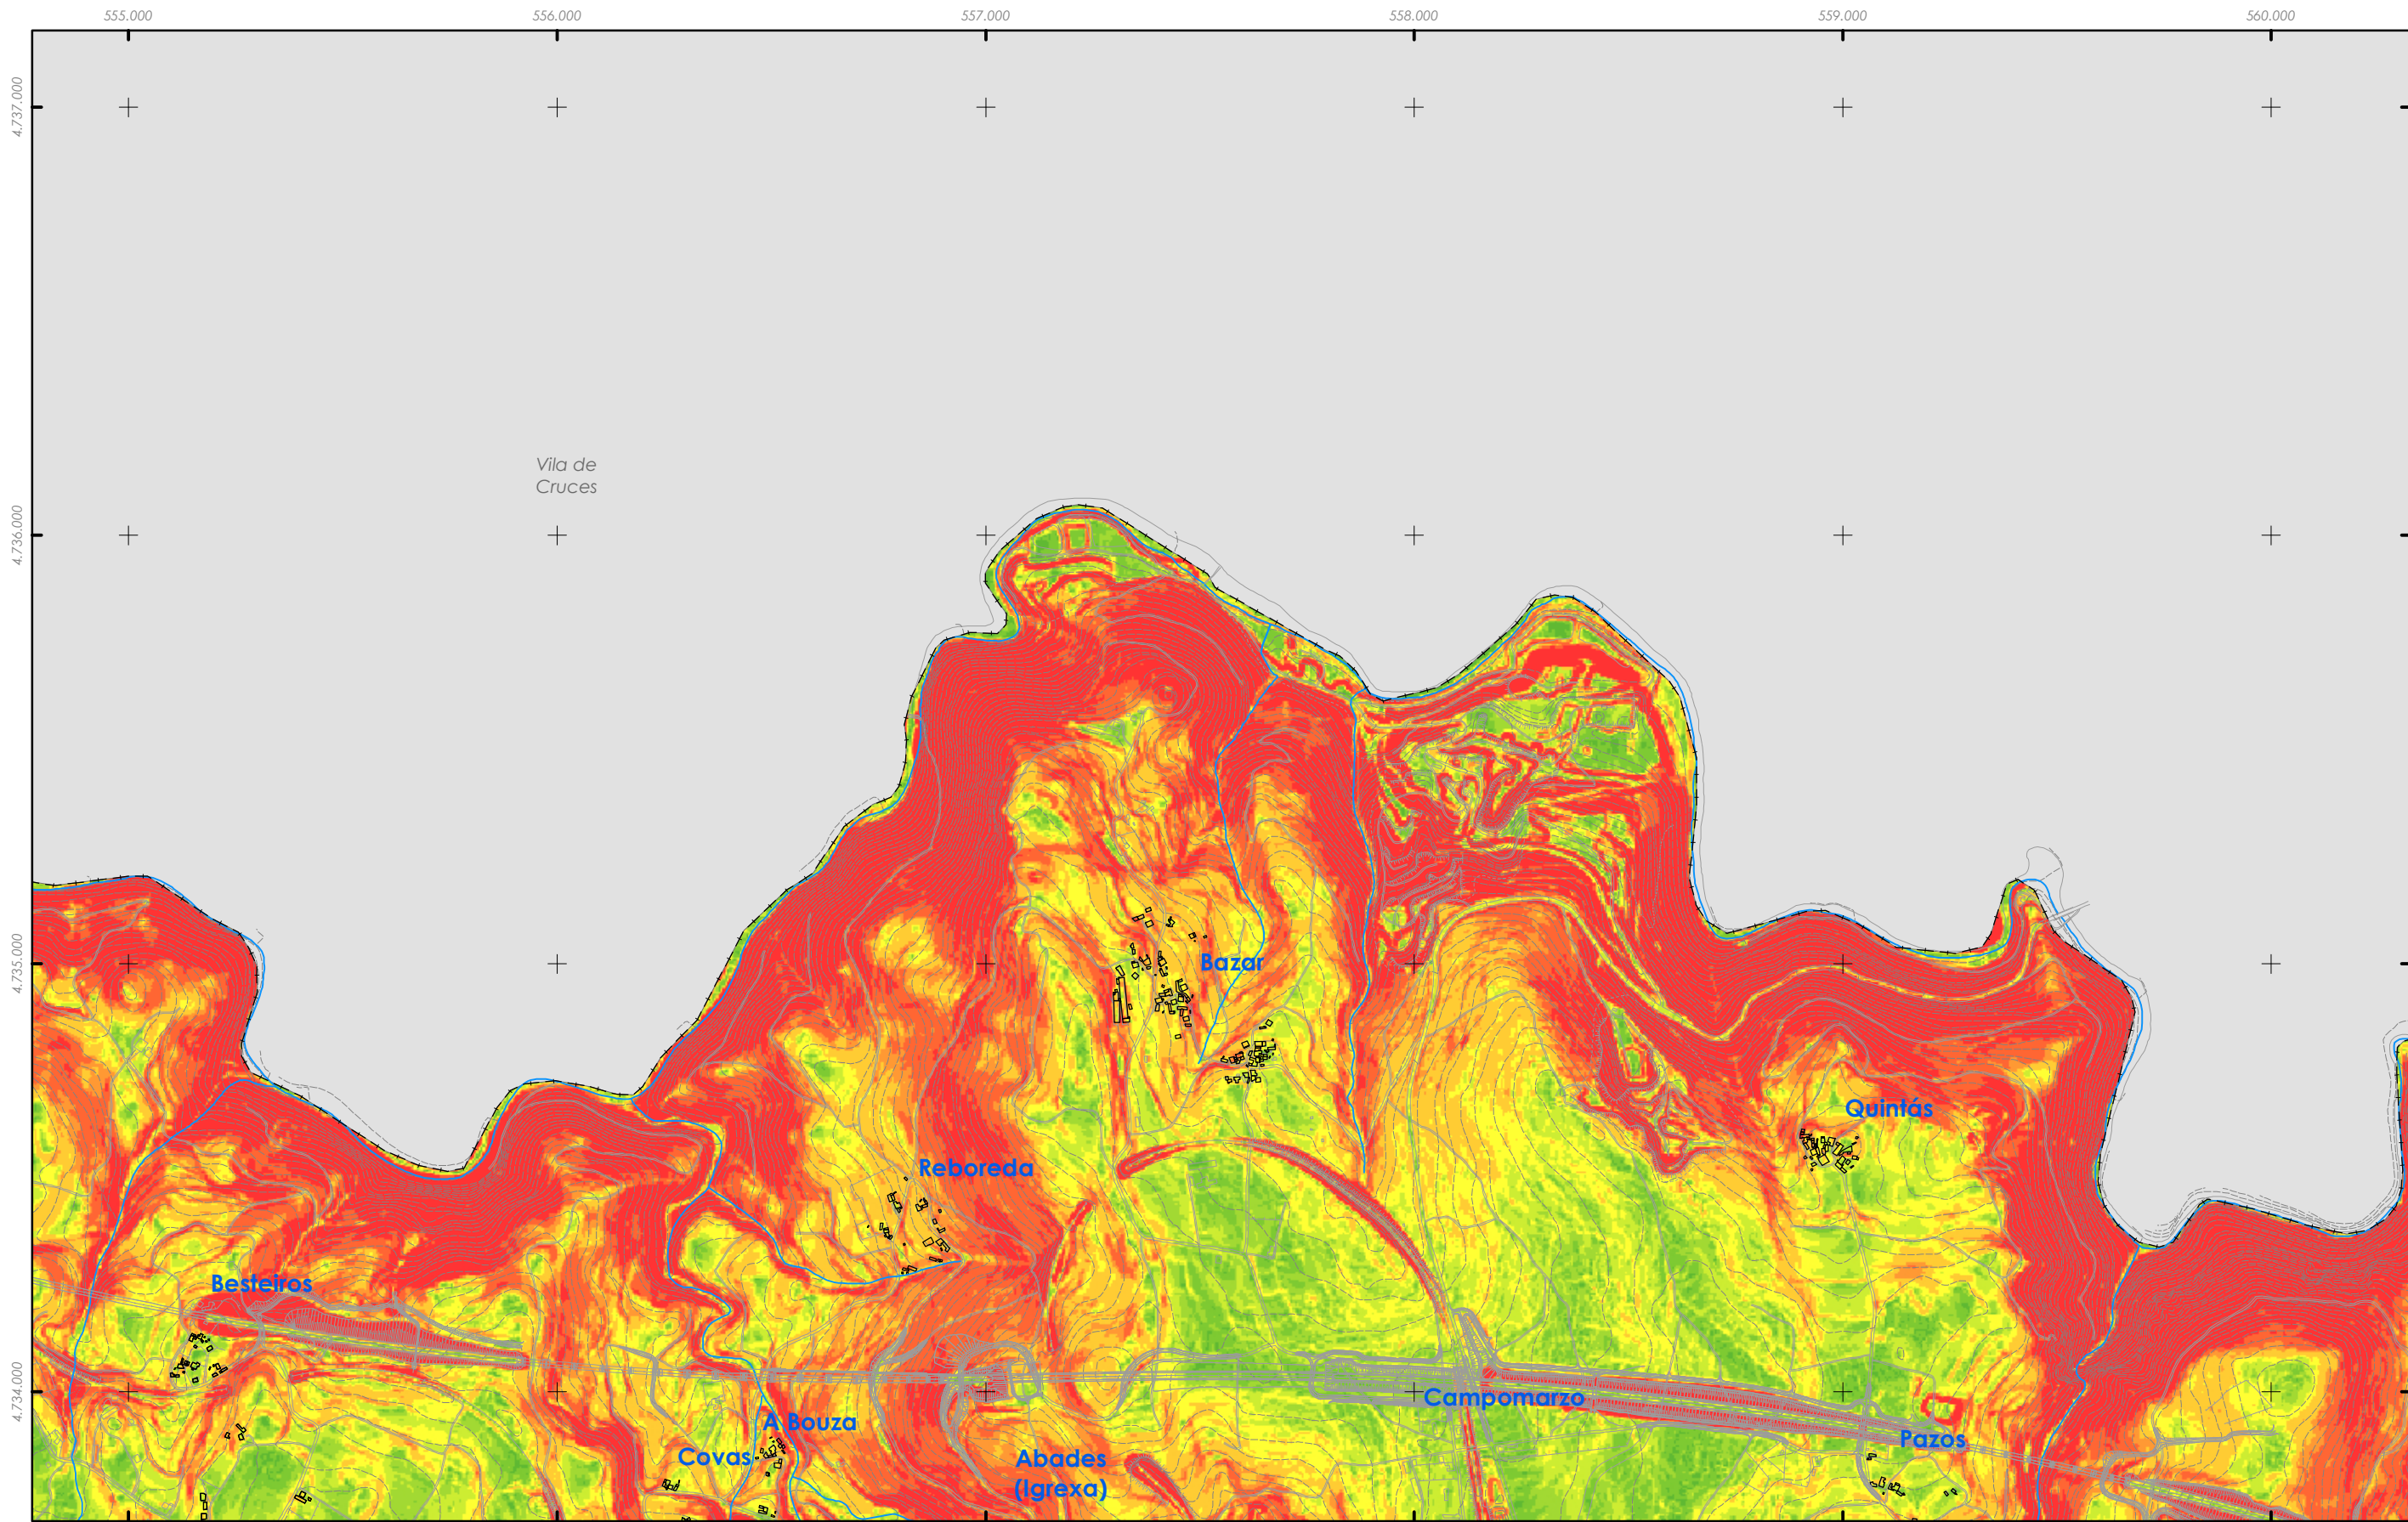 555.000
556.000
557.000
558.000
559.000
560.000
4.737.000
Vila de
Cruces
4.736.000
4.735.000
Bazar
Quintás
Reboreda
Besteiros
4.734.000
Campomarzo
A Bouza
Pazos
Covas
Abades
(Igrexa)